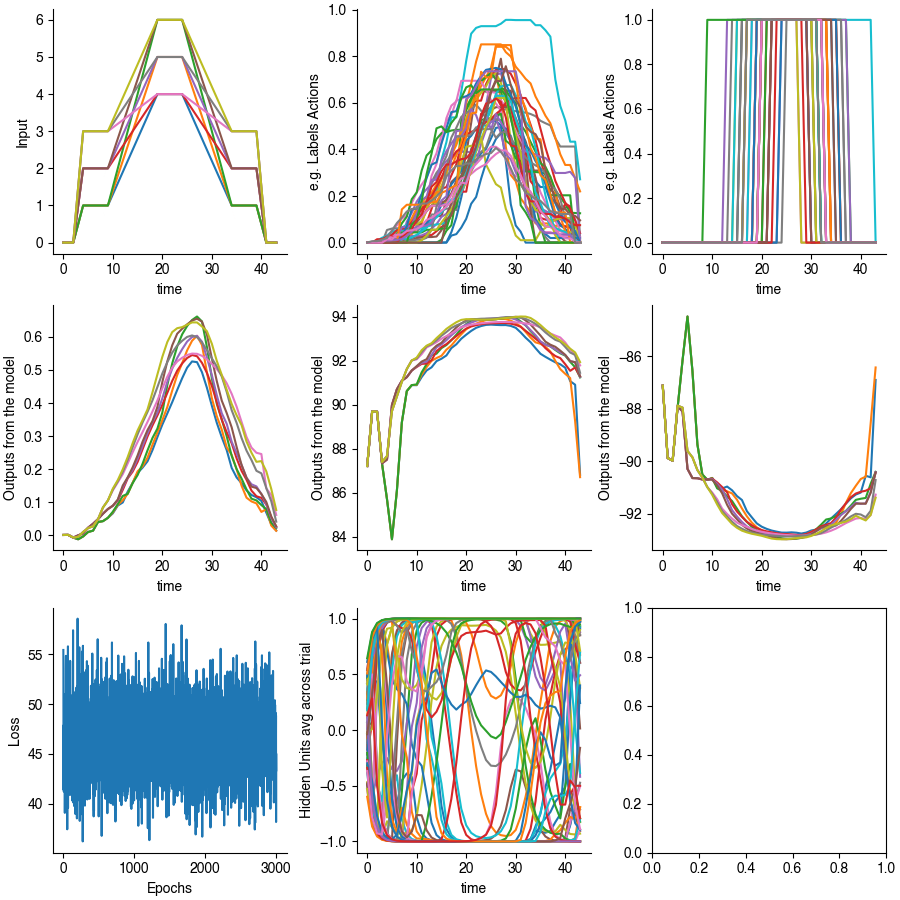 Input
6
5
4
3
2
1
0
0 10 20 30 40
time
e.g. Labels Actions
1.0
0.8
0.6
0.4
0.2
0.0
0 10 20 30 40
time
e.g. Labels Actions
1.0
0.8
0.6
0.4
0.2
0.0
0 10 20 30 40
time
Outputs from the model
0.6
0.5
0.4
0.3
0.2
0.1
0.0
0 10 20 30 40
time
Outputs from the model
94
92
90
88
86
84
0 10 20 30 40
time
Outputs from the model
−86
−88
−90
−92
0 10 20 30 40
time
Loss
55
50
45
40
0 1000 2000 3000
Epochs
Hidden Units avg across trial
1.0
0.5
0.0
−0.5
−1.0
0 10 20 30 40
time
1.0
0.8
0.6
0.4
0.2
0.0
0.0 0.2 0.4 0.6 0.8 1.0